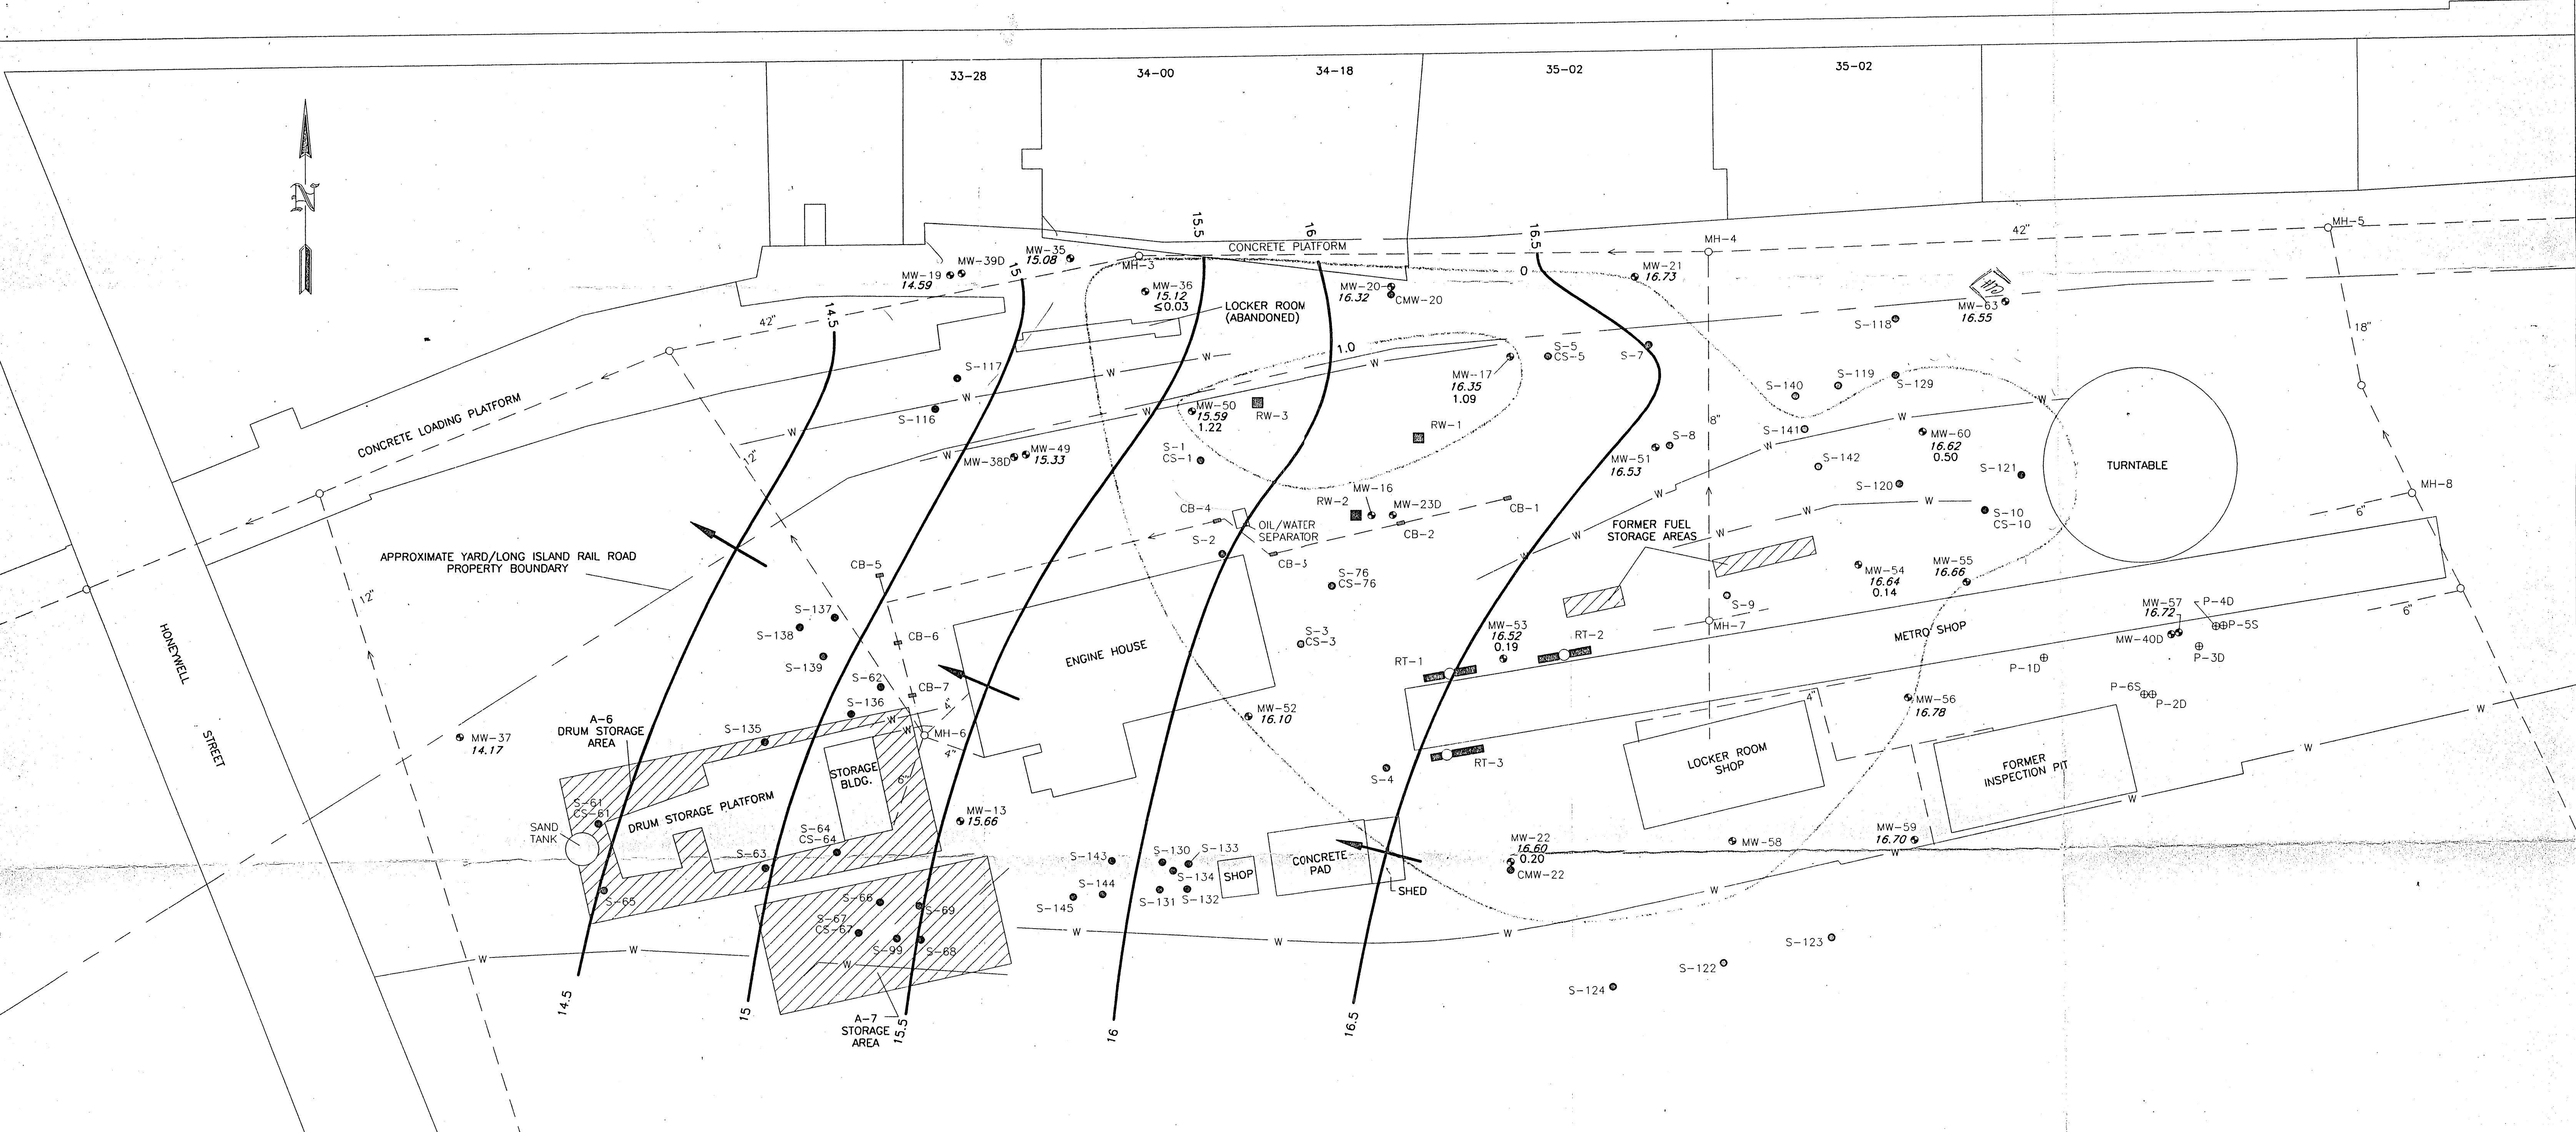 33-28
34-00
34-18
35-02
35-02
N
MH-5
42"
MH-4
15.5
16
16.5
CONCRETE PLATFORM
0
MW-35
15.08
MW-39D
MW-19
14.59
15
MH-3
MW-36
15.12
≤0.03
LOCKER ROOM
(ABANDONED)
MW-20
16.32
CMW-20
MW-21
16.73
MW-63
16.55
S-118
18"
42"
14.5
1.0
S-117
W
W
W
W
S-116
MW-50
15.59
1.22
RW-3
RW-1
MW-17
16.35
1.09
S-5
CS-5
S-7
S-140
S-119
S-129
W
W
S-141
W
8"
MW-60
16.62
0.50
TURNTABLE
CONCRETE LOADING PLATFORM
12"
W
W
MW-38D
MW-49
15.33
S-1
CS-1
MW-51
16.53
S-8
S-142
S-120
S-121
S-10
CS-10
MH-8
6"
CB-4
OIL/WATER
SEPARATOR
RW-2
MW-16
MW-23D
CB-1
CB-2
CB-3
S-2
W
W
W
W
FORMER FUEL
STORAGE AREAS
APPROXIMATE YARD/LONG ISLAND RAIL ROAD
PROPERTY BOUNDARY
12"
CB-5
S-76
CS-76
MW-54
16.64
0.14
MW-55
16.66
S-9
MH-7
HONEYWELL
STREET
S-137
S-138
S-139
CB-6
ENGINE HOUSE
S-3
CS-3
MW-53
16.52
0.19
RT-1
RT-2
RT-3
METRO SHOP
MW-57
16.72
P-4D
P-5S
MW-40D
P-3D
P-1D
P-6S
P-2D
6"
S-62
CB-7
S-136
4"
W
W
MH-6
4"
6"
MW-52
16.10
MW-56
16.78
4"
MW-37
14.17
A-6
DRUM STORAGE
AREA
S-135
STORAGE
BLDG.
DRUM STORAGE PLATFORM
S-4
LOCKER ROOM
SHOP
FORMER
INSPECTION PIT
W
W
W
S-61
CS-61
SAND
TANK
S-64
CS-64
S-63
S-65
MW-13
15.66
S-143
S-144
S-145
S-130
S-133
S-134
S-131
S-132
SHOP
CONCRETE
PAD
SHED
MW-22
16.60
0.20
CMW-22
MW-58
MW-59
16.70
W
W
S-66
S-69
S-67
CS-67
S-99
S-68
W
W
W
W
W
W
S-123
S-122
S-124
14.5
15
A-7
STORAGE
AREA
15.5
16
16.5